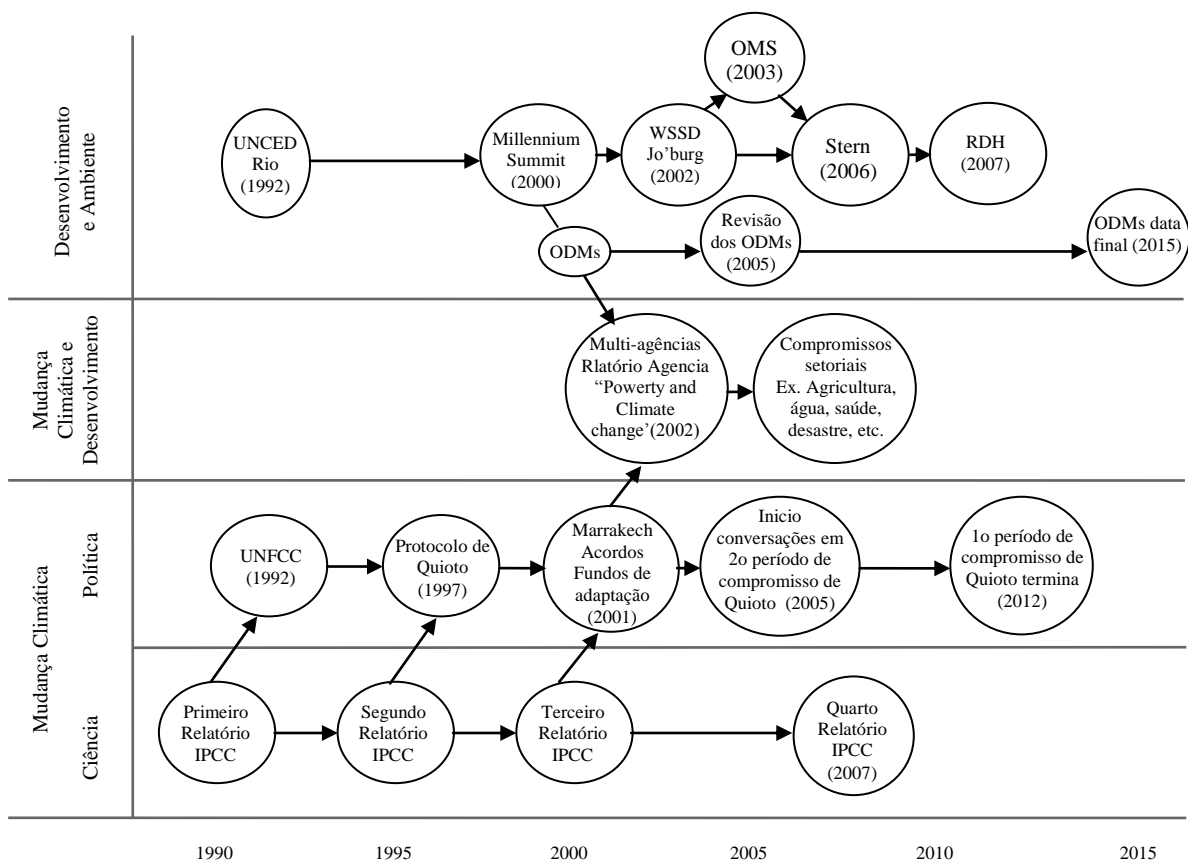 Desenvolvimento
e Ambiente
UNCED
Rio
(1992)
Millennium
Summit
(2000)
WSSD
Jo’burg
(2002)
OMS
(2003)
Stern
(2006)
RDH
(2007)
ODMs
Revisão
dos ODMs
(2005)
ODMs data
final (2015)
Mudança
Climática e
Desenvolvimento
Multi-agências
Rlatório Agencia
“Powerty and
Climate
change’(2002)
Compromissos
setoriais
Ex. Agricultura,
água, saúde,
desastre, etc.
Mudança Climática
Política
UNFCC
(1992)
Protocolo de
Quioto
(1997)
Marrakech
Acordos
Fundos de
adaptação
(2001)
Inicio
conversações em
2o período de
compromisso de
Quioto (2005)
1o período de
compromisso de
Quioto termina
(2012)
Ciência
Primeiro
Relatório
IPCC
Segundo
Relatório
IPCC
Terceiro
Relatório
IPCC
Quarto
Relatório
IPCC
(2007)
1990 1995 2000 2005 2010 2015